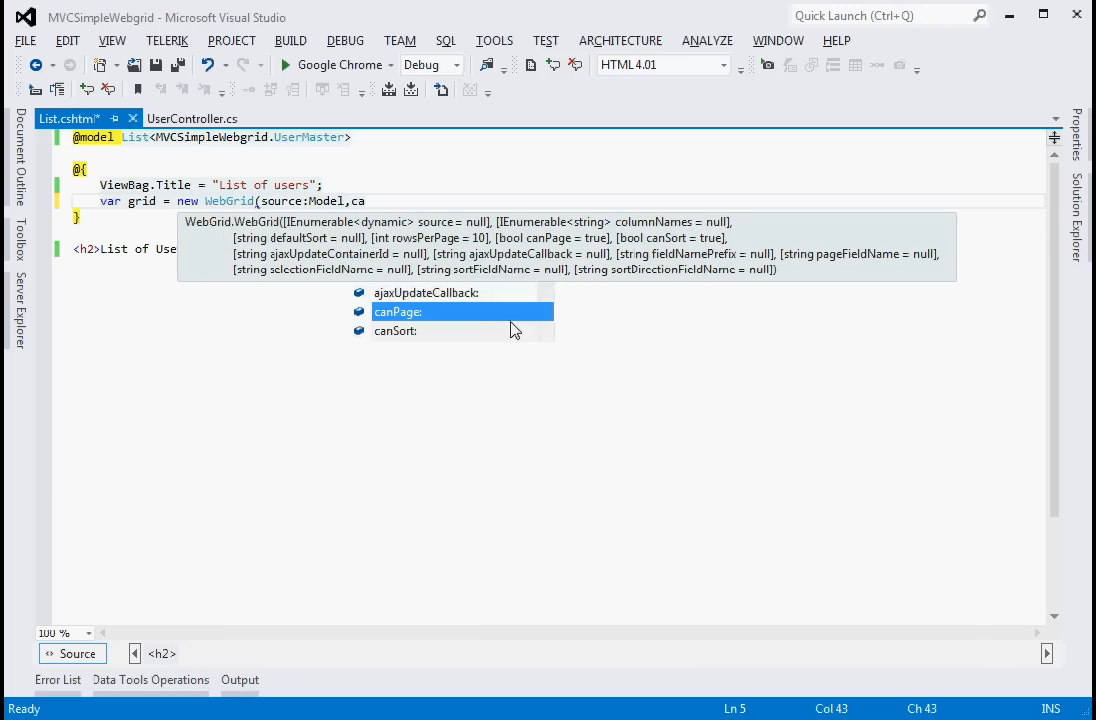 MVCSimpleWebgrid - Microsoft Visual Studio
Quick Launch (Ctrl+Q)
FILE EDIT VIEW TELERIK PROJECT BUILD DEBUG TEAM SQL TOOLS TEST ARCHITECTURE ANALYZE WINDOW HELP
Google Chrome Debug HTML 4.01
List.cshtml* UserController.cs
Document Outline
Toolbox
Server Explorer
Properties
Solution Explorer
@model List<MVCSimpleWebgrid.UserMaster>
@{
ViewBag.Title = "List of users";
var grid = new WebGrid(source:Model,ca
}
WebGrid.WebGrid([IEnumerable<dynamic> source = null], [IEnumerable<string> columnNames = null],
[string defaultSort = null], [int rowsPerPage = 10], [bool canPage = true], [bool canSort = true],
[string ajaxUpdateContainerId = null], [string ajaxUpdateCallback = null], [string fieldNamePrefix = null], [string pageFieldName = null],
[string selectionFieldName = null], [string sortFieldName = null], [string sortDirectionFieldName = null])
<h2>List of Use
ajaxUpdateCallback:
canPage:
canSort:
100 %
Source <h2>
Error List Data Tools Operations Output
Ready Ln 5 Col 43 Ch 43 INS